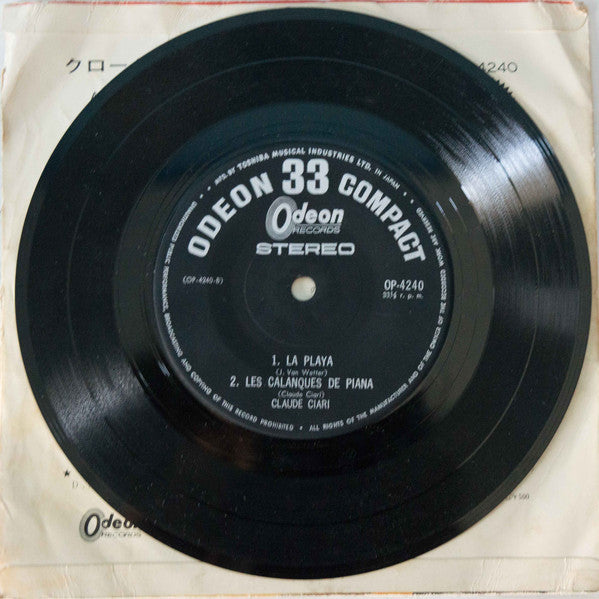 クロー
4240
MFG. BY TOSHIBA MUSICAL INDUSTRIES LTD. IN JAPAN
ODEON 33 COMPACT
Odeon
RECORDS
STEREO
(OP-4240-B)
OP-4240
33⅓ r. p. m.
1. LA PLAYA
(J. Van Wetter)
2. LES CALANQUES DE PIANA
(Claude Ciari)
CLAUDE CIARI
UNAUTHORIZED PUBLIC PERFORMANCE, BROADCASTING AND COPYING OF THIS RECORD PROHIBITED • ALL RIGHTS OF THE MANUFACTURER AND OF THE OWNER OF THE RECORDED WORK ARE RESERVED
Odeon
RECORDS